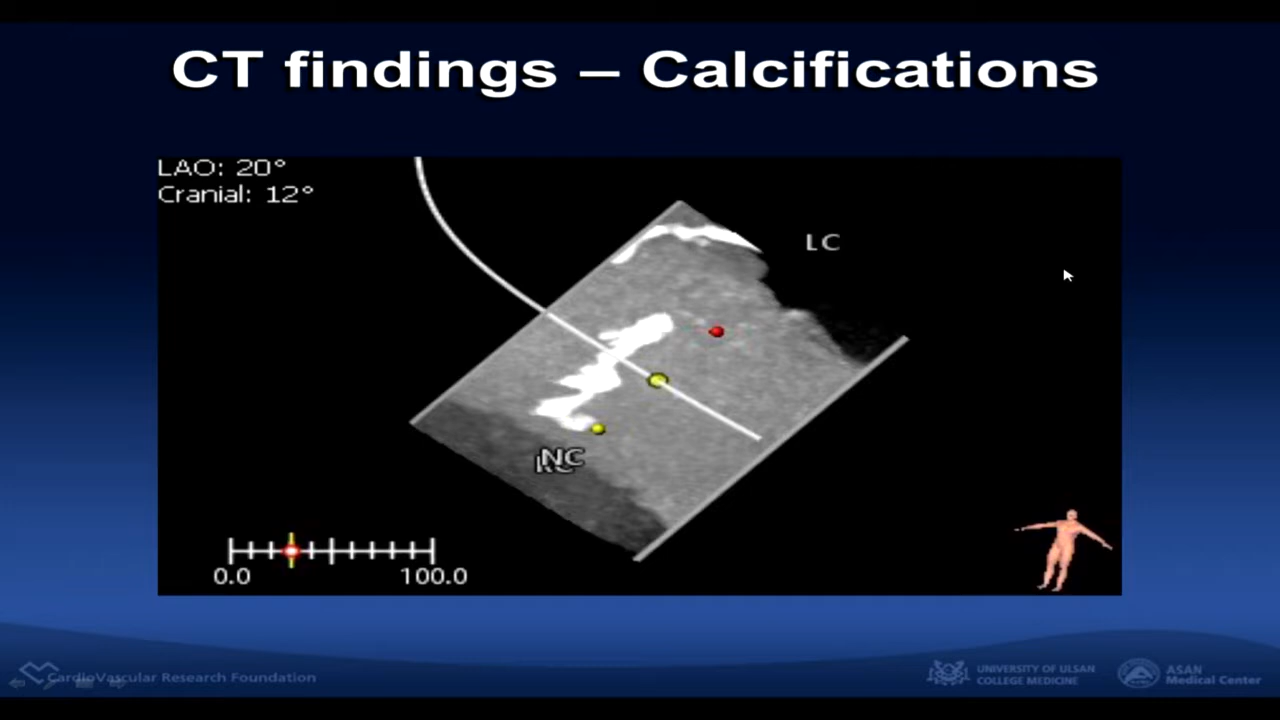 CT findings – Calcifications
LAO: 20°
Cranial: 12°
LC
NC
0.0
100.0
CardioVascular Research Foundation
UNIVERSITY OF ULSAN
COLLEGE MEDICINE
ASAN
Medical Center